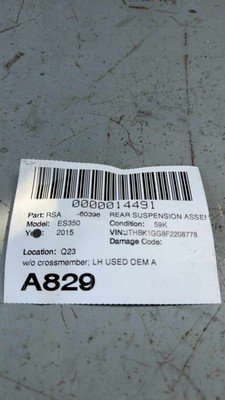 0000014491
Part: RSA -60396 REAR SUSPENSION ASSEM
Model: ES350 Condition: 59K
Year: 2015 VIN:JTHBK1GG8F2208778
Damage Code:
Location: Q23
w/o crossmember; LH USED OEM A
A829